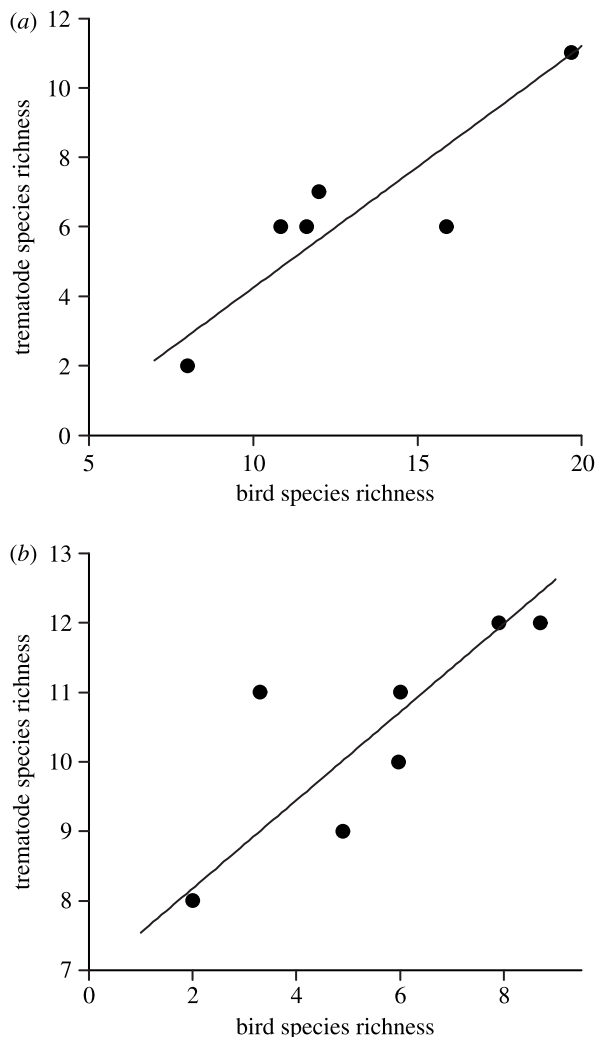 (a)
12
10
8
6
4
2
0
trematode species richness
5 10 15 20
bird species richness
(b)
13
12
11
10
9
8
7
trematode species richness
0 2 4 6 8
bird species richness